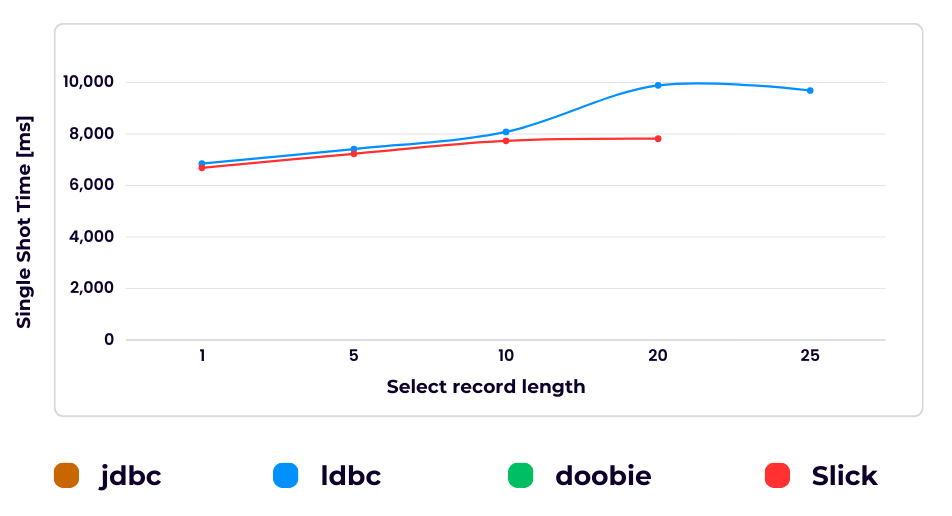 Single Shot Time [ms]
10,000
8,000
6,000
4,000
2,000
0
1 5 10 20 25
Select record length
jdbc ldbc doobie Slick